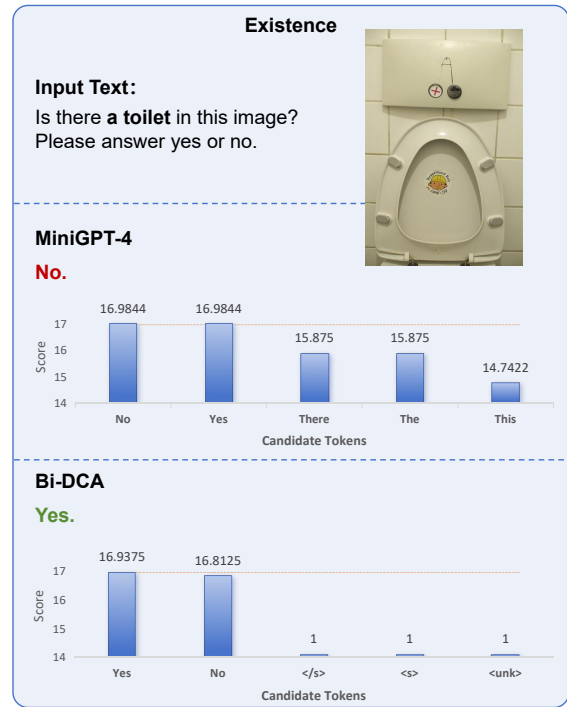 Existence
Input Text:
Is there a toilet in this image?
Please answer yes or no.
MiniGPT-4
No.
16.9844 16.9844 15.875 15.875 14.7422
17
16
15
14
Score
No Yes There The This
Candidate Tokens
Bi-DCA
Yes.
16.9375 16.8125 1 1 1
17
16
15
14
Score
Yes No </s> <s> <unk>
Candidate Tokens